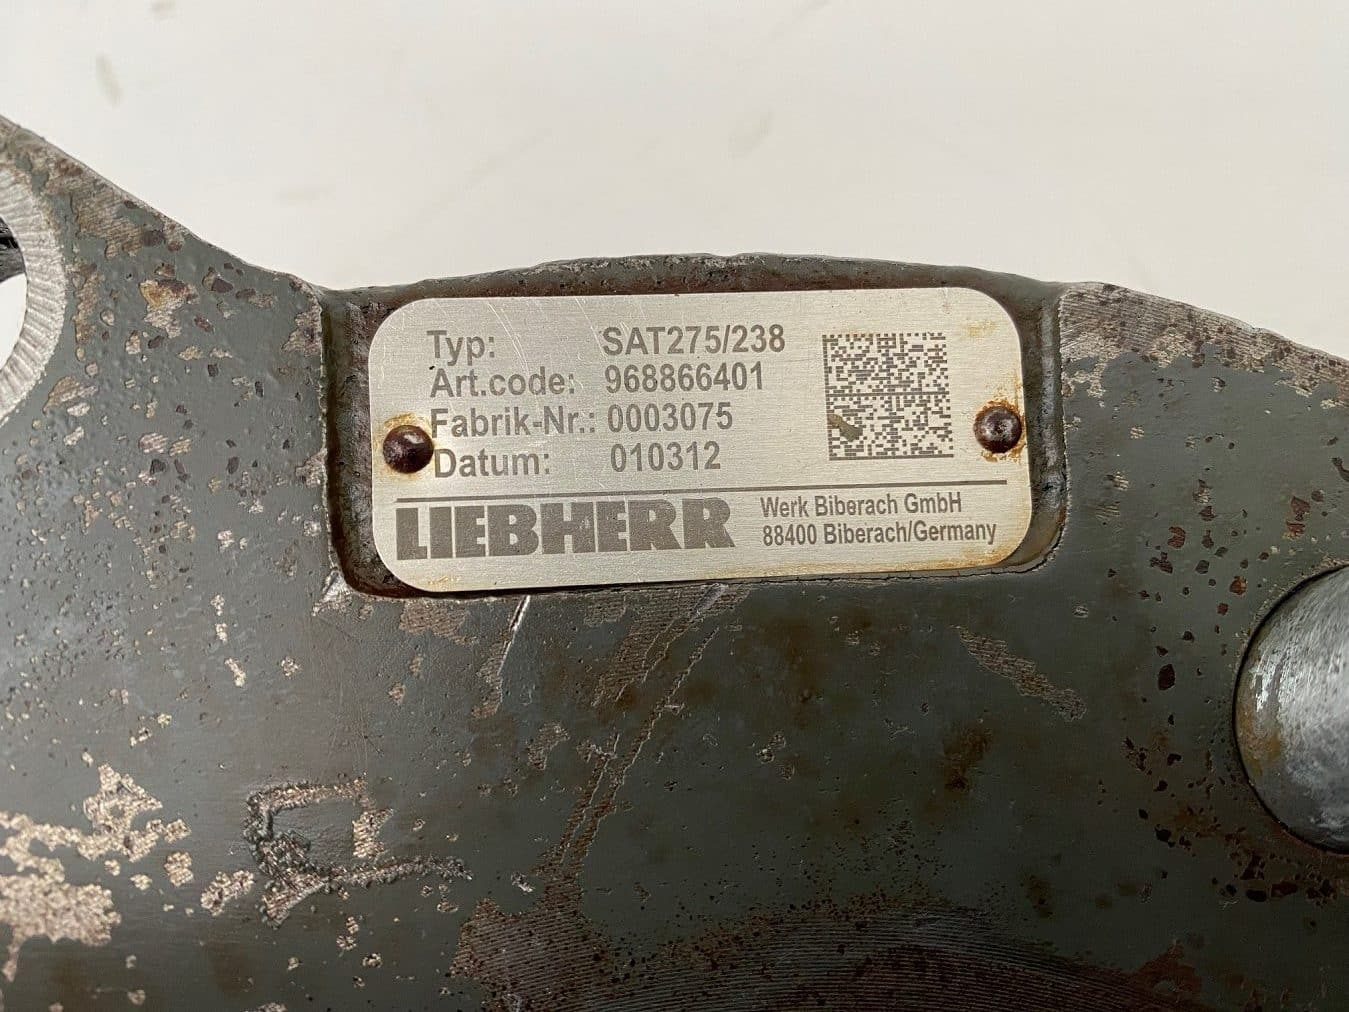 Typ: SAT275/238
Art.code: 968866401
Fabrik-Nr.: 0003075
Datum: 010312
LIEBHERR
Werk Biberach GmbH
88400 Biberach/Germany